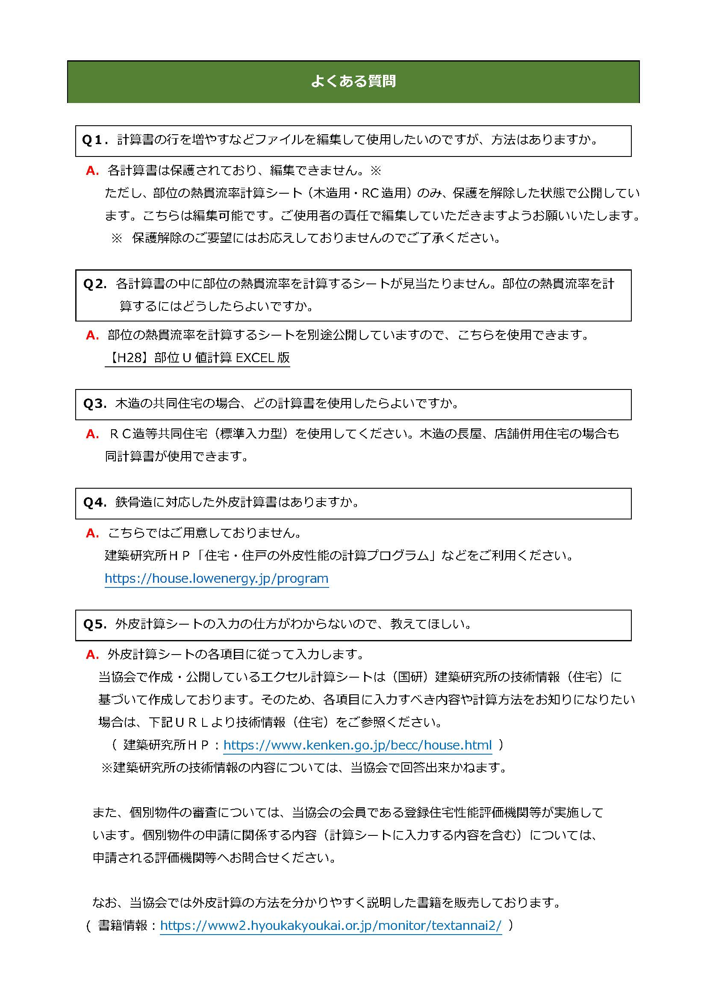 よくある質問
Q1. 計算書の行を増やすなどファイルを編集して使用したいのですが、方法はありますか。
A. 各計算書は保護されており、編集できません。※
ただし、部位の熱貫流率計算シート（木造用・RC造用）のみ、保護を解除した状態で公開してい
ます。こちらは編集可能です。ご使用者の責任で編集していただきますようお願いいたします。
※ 保護解除のご要望にはお応えしておりませんのでご了承ください。
Q2. 各計算書の中に部位の熱貫流率を計算するシートが見当たりません。部位の熱貫流率を計
算するにはどうしたらよいですか。
A. 部位の熱貫流率を計算するシートを別途公開していますので、こちらを使用できます。
【H28】部位U値計算 EXCEL版
Q3. 木造の共同住宅の場合、どの計算書を使用したらよいですか。
A. ＲＣ造等共同住宅（標準入力型）を使用してください。木造の長屋、店舗併用住宅の場合も
同計算書が使用できます。
Q4. 鉄骨造に対応した外皮計算書はありますか。
A. こちらではご用意しておりません。
建築研究所ＨＰ「住宅・住戸の外皮性能の計算プログラム」などをご利用ください。
https://house.lowenergy.jp/program
Q5. 外皮計算シートの入力の仕方がわからないので、教えてほしい。
A. 外皮計算シートの各項目に従って入力します。
当協会で作成・公開しているエクセル計算シートは（国研）建築研究所の技術情報（住宅）に
基づいて作成しております。そのため、各項目に入力すべき内容や計算方法をお知りになりたい
場合は、下記ＵＲＬより技術情報（住宅）をご参照ください。
（ 建築研究所ＨＰ：https://www.kenken.go.jp/becc/house.html ）
※建築研究所の技術情報の内容については、当協会で回答出来かねます。
また、個別物件の審査については、当協会の会員である登録住宅性能評価機関等が実施して
います。個別物件の申請に関係する内容（計算シートに入力する内容を含む）については、
申請される評価機関等へお問合せください。
なお、当協会では外皮計算の方法を分かりやすく説明した書籍を販売しております。
( 書籍情報：https://www2.hyoukakyoukai.or.jp/monitor/textannai2/ ）